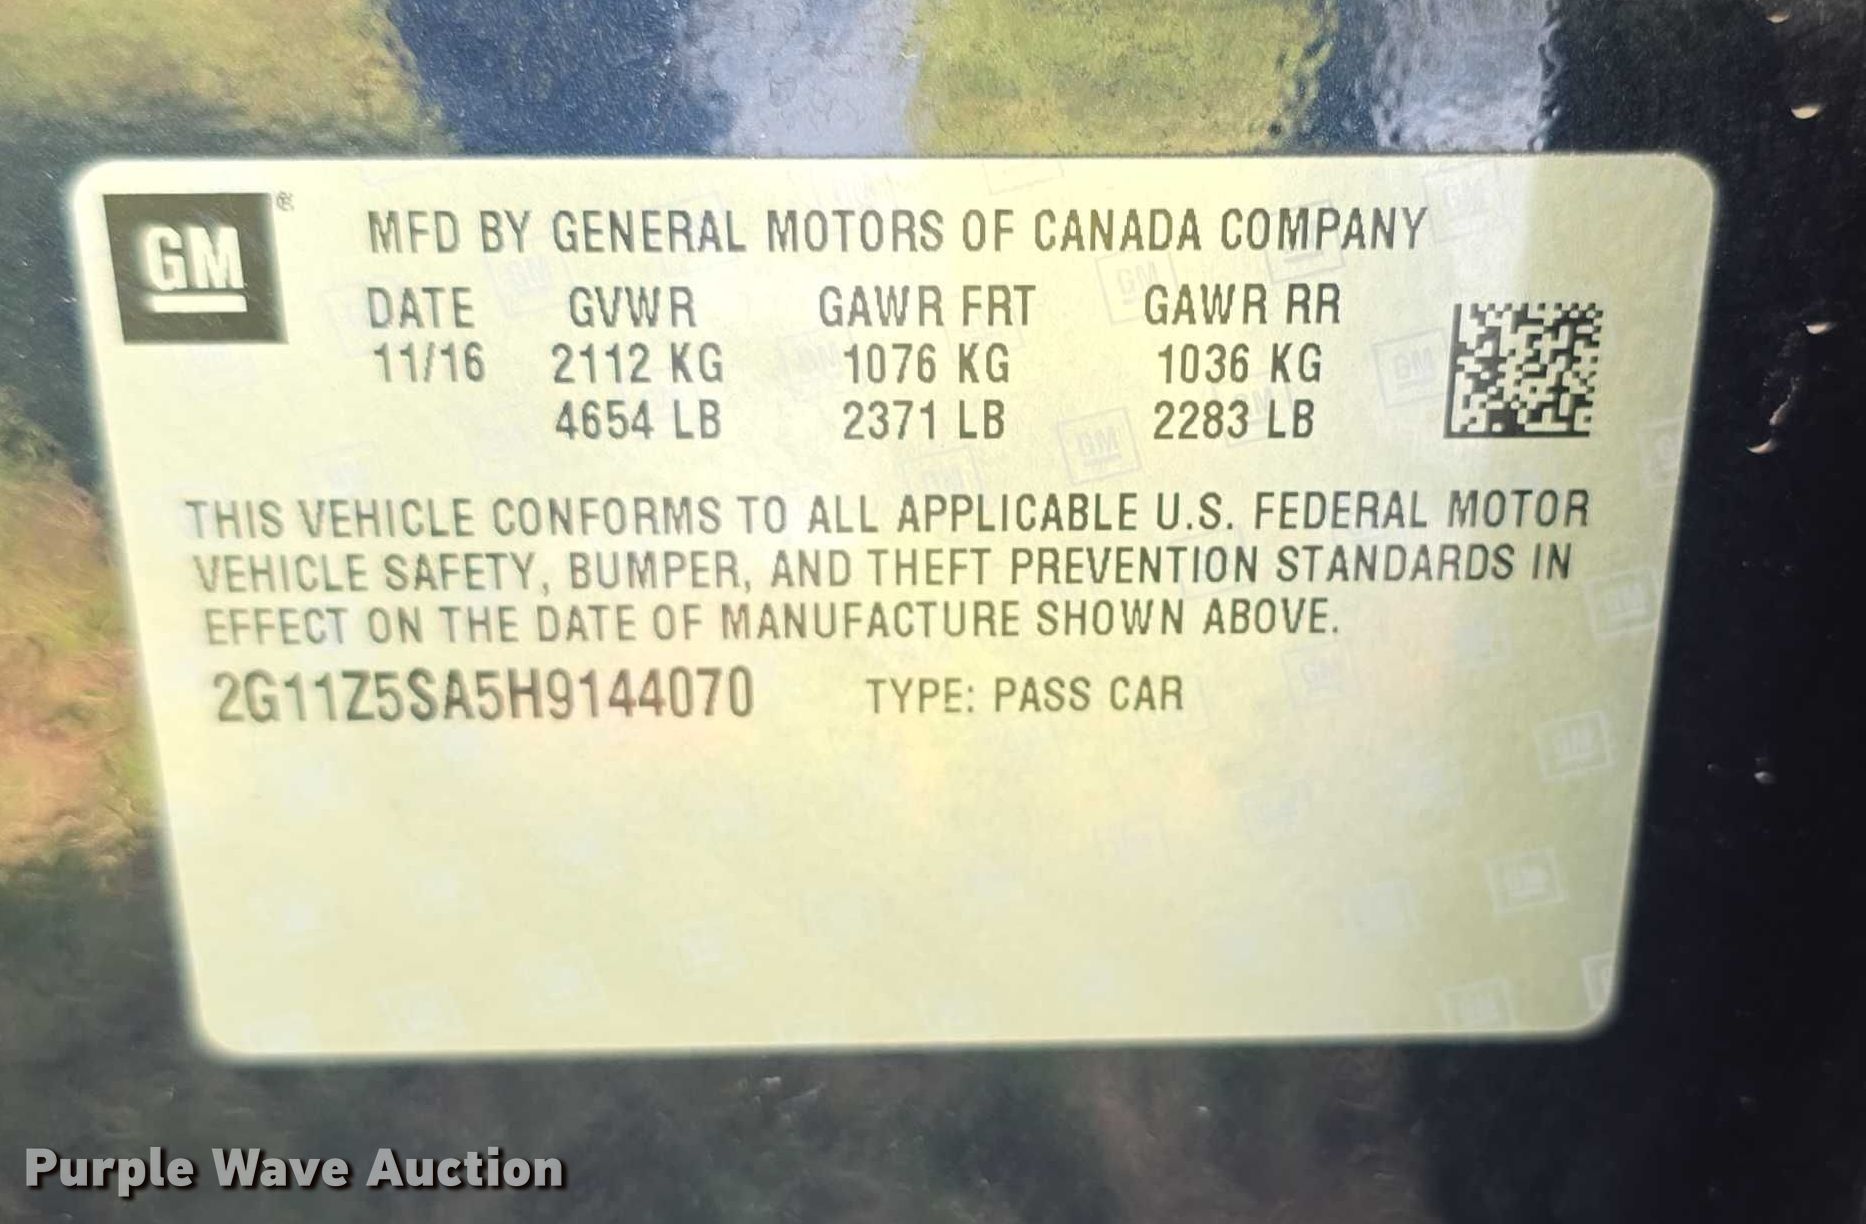 GM ®
MFD BY GENERAL MOTORS OF CANADA COMPANY
DATE GVWR GAWR FRT GAWR RR
11/16 2112 KG 1076 KG 1036 KG
4654 LB 2371 LB 2283 LB
THIS VEHICLE CONFORMS TO ALL APPLICABLE U.S. FEDERAL MOTOR
VEHICLE SAFETY, BUMPER, AND THEFT PREVENTION STANDARDS IN
EFFECT ON THE DATE OF MANUFACTURE SHOWN ABOVE.
2G11Z5SA5H9144070 TYPE: PASS CAR
Purple Wave Auction